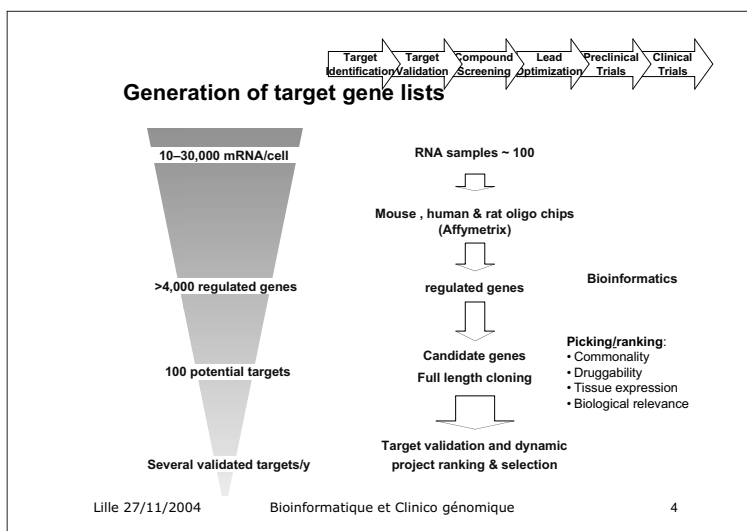 Target Identification
Target Validation
Compound Screening
Lead Optimization
Preclinical Trials
Clinical Trials
Generation of target gene lists
10–30,000 mRNA/cell
>4,000 regulated genes
100 potential targets
Several validated targets/y
RNA samples ~ 100
Mouse , human & rat oligo chips
(Affymetrix)
regulated genes
Candidate genes
Full length cloning
Target validation and dynamic
project ranking & selection
Bioinformatics
Picking/ranking:
• Commonality
• Druggability
• Tissue expression
• Biological relevance
Lille 27/11/2004
Bioinformatique et Clinico génomique
4